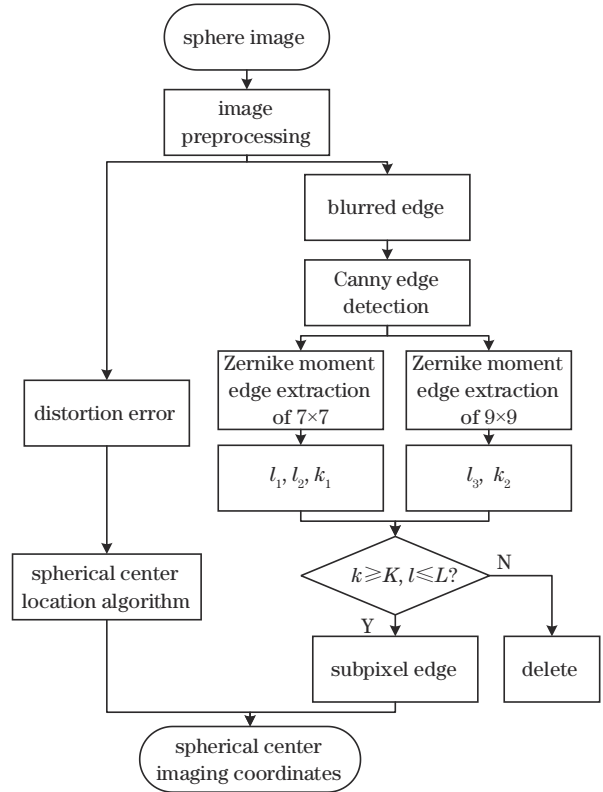 sphere image
image
preprocessing
blurred edge
Canny edge
detection
Zernike moment
edge extraction
of 7×7
Zernike moment
edge extraction
of 9×9
distortion error
l₁, l₂, k₁
l₃, k₂
spherical center
location algorithm
k≥K, l≤L?
N
Y
subpixel edge
delete
spherical center
imaging coordinates